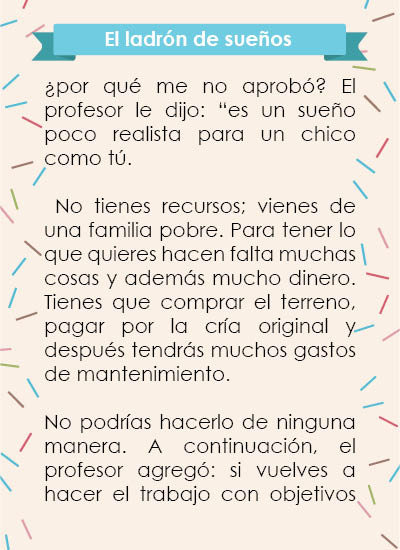 El ladrón de sueños
¿por qué me no aprobó? El
profesor le dijo: “es un sueño
poco realista para un chico
como tú.
No tienes recursos; vienes de
una familia pobre. Para tener lo
que quieres hacen falta muchas
cosas y además mucho dinero.
Tienes que comprar el terreno,
pagar por la cría original y
después tendrás muchos gastos
de mantenimiento.
No podrías hacerlo de ninguna
manera. A continuación, el
profesor agregó: si vuelves a
hacer el trabajo con objetivos